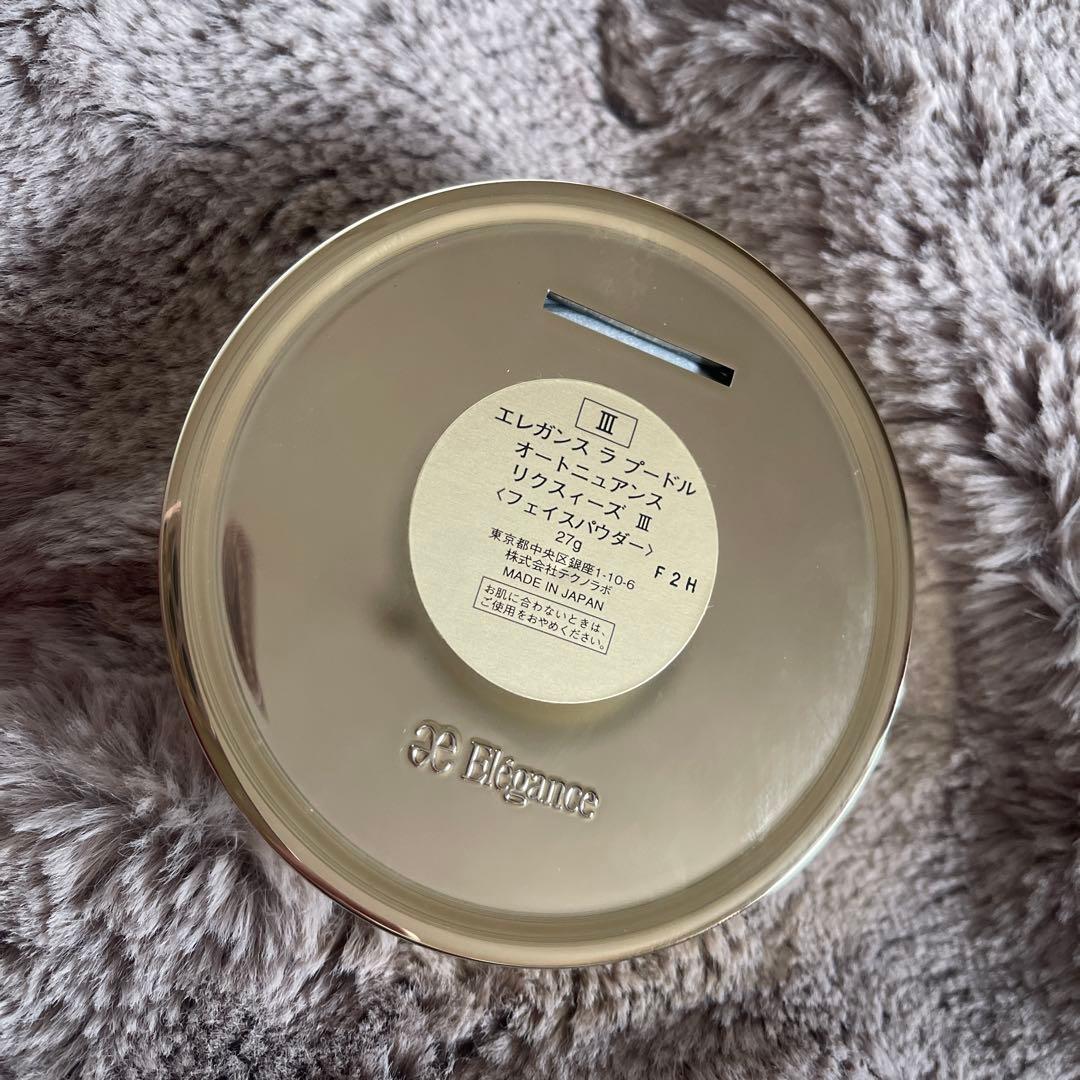 Ⅲ
エレガンス ラ プードル
オートニュアンス
リクスィーズ Ⅲ
〈フェイスパウダー〉
27g
東京都中央区銀座1-10-6
株式会社テクノラボ
MADE IN JAPAN
F2H
お肌に合わないときは、
ご使用をおやめください。
æ Elégance